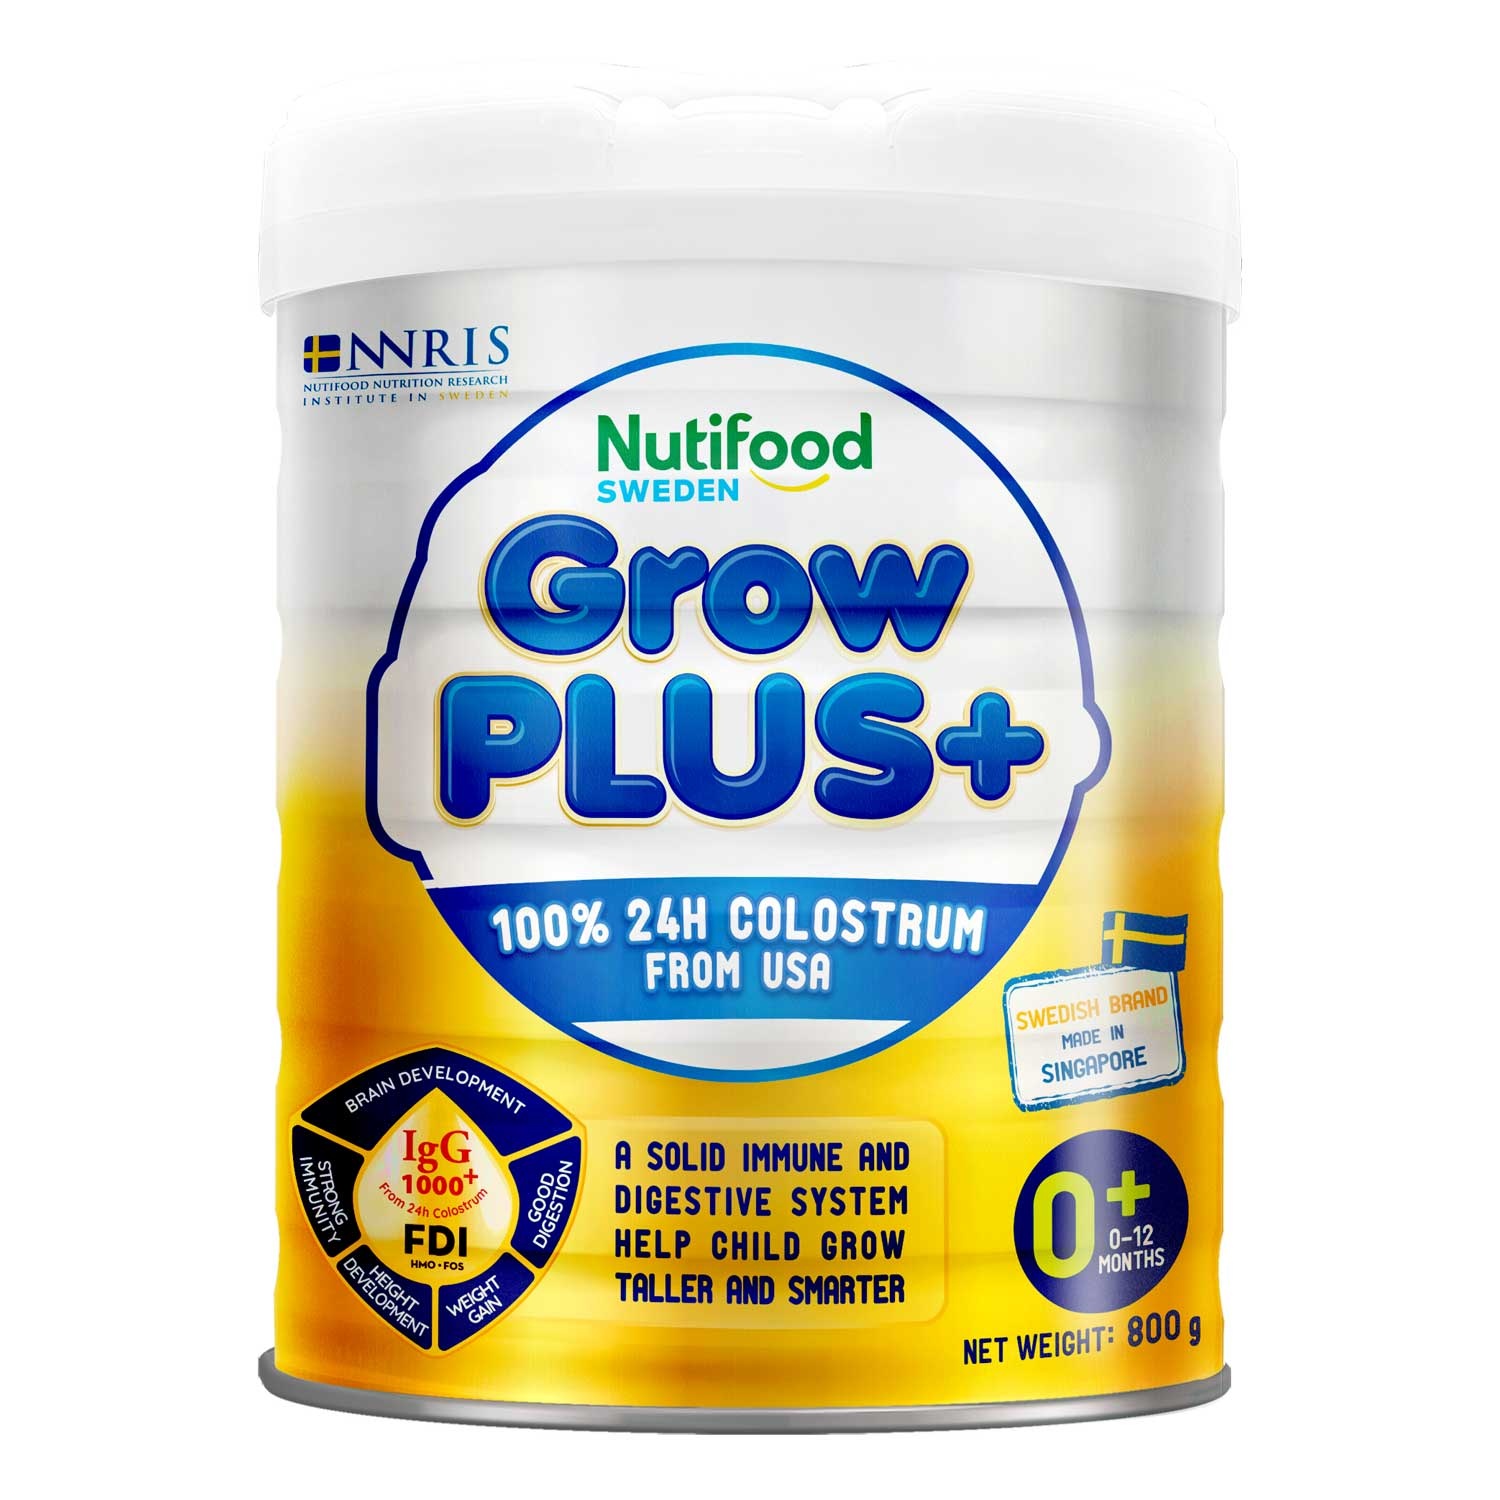 NNRIS
NUTIFOOD NUTRITION RESEARCH
INSTITUTE IN SWEDEN
Nutifood
SWEDEN
Grow
PLUS+
100% 24H COLOSTRUM
FROM USA
SWEDISH BRAND
MADE IN
SINGAPORE
BRAIN DEVELOPMENT
STRONG
IMMUNITY
IgG
1000+
From 24h Colostrum
FDI
HMO • FOS
GOOD
DIGESTION
HEIGHT
DEVELOPMENT
WEIGHT
GAIN
A SOLID IMMUNE AND
DIGESTIVE SYSTEM
HELP CHILD GROW
TALLER AND SMARTER
0+
0-12
MONTHS
NET WEIGHT: 800 g